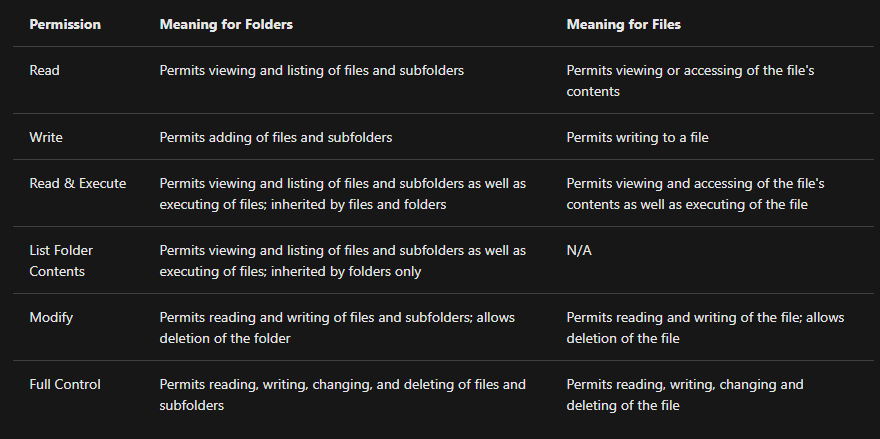 Permission Meaning for Folders Meaning for Files
Read Permits viewing and listing of files and subfolders Permits viewing or accessing of the file's
contents
Write Permits adding of files and subfolders Permits writing to a file
Read & Execute Permits viewing and listing of files and subfolders as well as Permits viewing and accessing of the file's
executing of files; inherited by files and folders contents as well as executing of the file
List Folder Permits viewing and listing of files and subfolders as well as N/A
Contents executing of files; inherited by folders only
Modify Permits reading and writing of files and subfolders; allows Permits reading and writing of the file; allows
deletion of the folder deletion of the file
Full Control Permits reading, writing, changing, and deleting of files and Permits reading, writing, changing and
subfolders deleting of the file